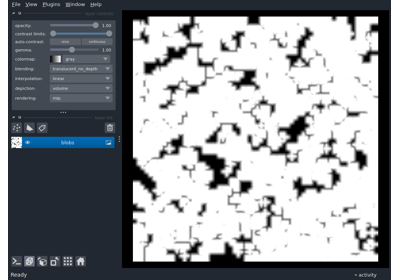 File View Plugins Window Help
opacity: 1.00
contrast limits:
auto-contrast: once continuous
gamma: 1.00
colormap: gray
blending: translucent_no_depth
interpolation: linear
depiction: volume
rendering: mip
blobs
Ready
activity